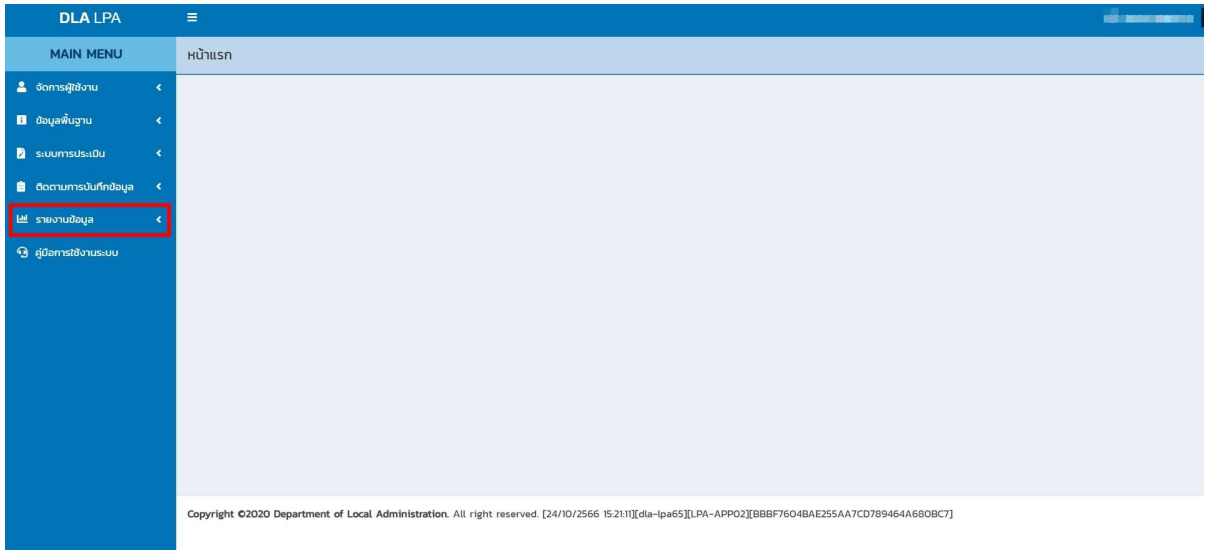 DLA LPA
MAIN MENU
หน้าแรก
จัดการผู้ใช้งาน
ข้อมูลพื้นฐาน
ระบบการประเมิน
ติดตามการบันทึกข้อมูล
รายงานข้อมูล
คู่มือการใช้งานระบบ
Copyright ©2020 Department of Local Administration. All right reserved. [24/10/2566 15:21:11][dla-lpa65][LPA-APP02][BBBF7604BAE255AA7CD789464A680BC7]